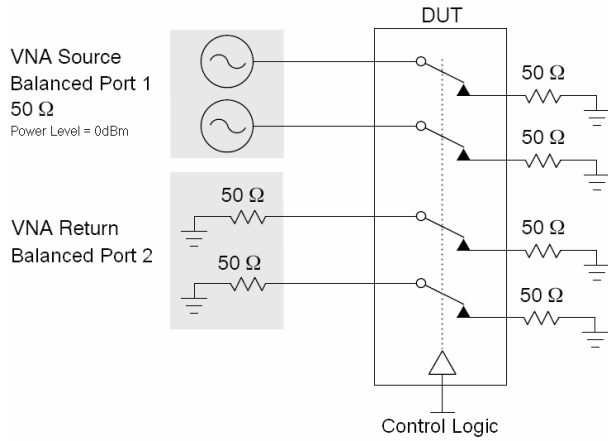 DUT
VNA Source
Balanced Port 1
50 Ω
Power Level = 0dBm
50 Ω
50 Ω
VNA Return
Balanced Port 2
50 Ω
50 Ω
50 Ω
50 Ω
Control Logic